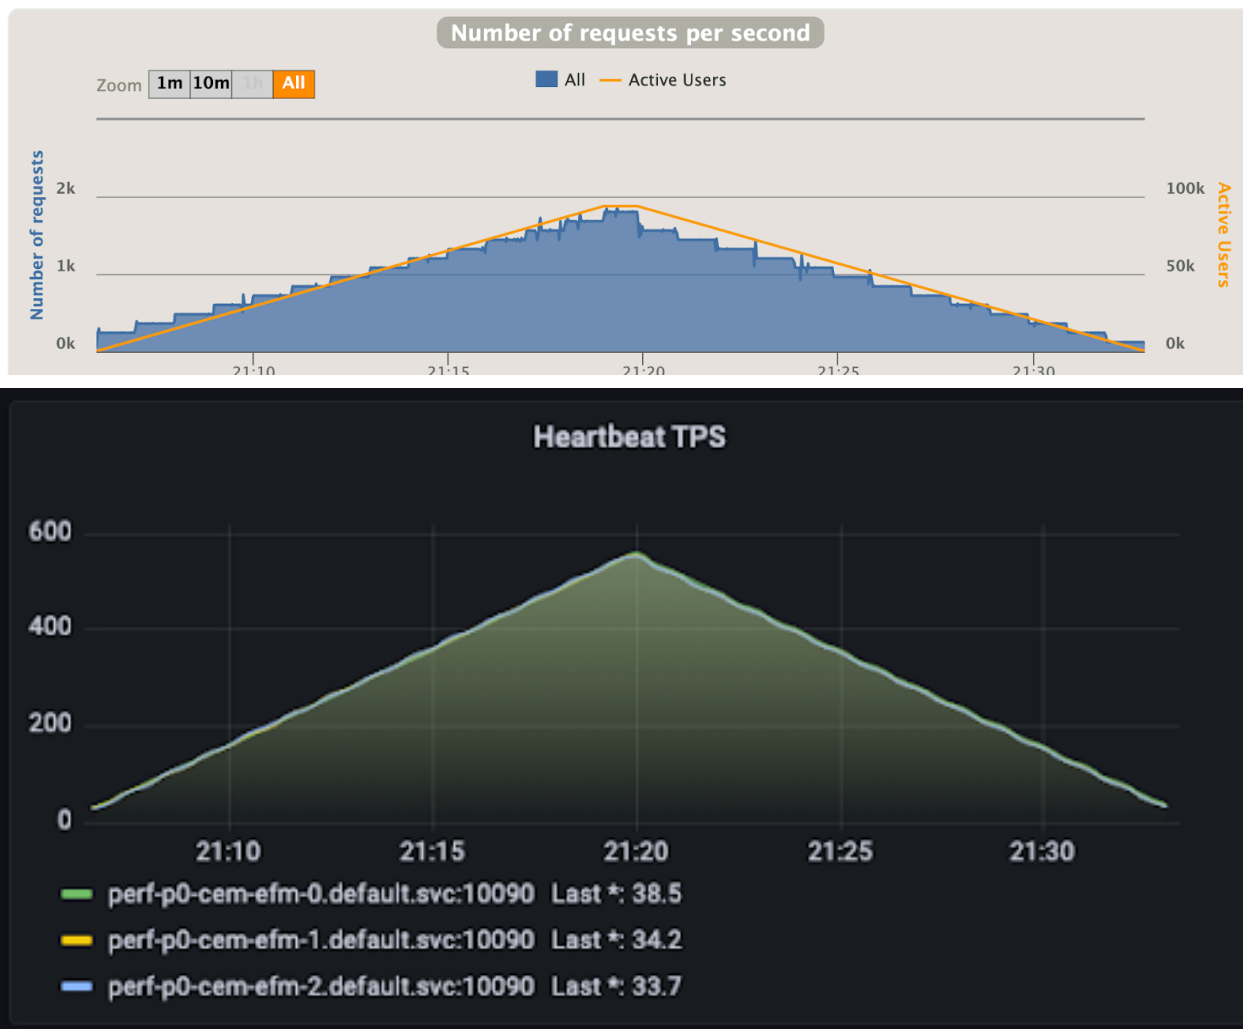 Number of requests per second
Zoom 1m 10m 1h All
All Active Users
Number of requests
2k
1k
0k
100k
50k
0k
Active Users
21:10 21:15 21:20 21:25 21:30
Heartbeat TPS
600
400
200
0
21:10 21:15 21:20 21:25 21:30
perf-p0-cem-efm-0.default.svc:10090 Last *: 38.5
perf-p0-cem-efm-1.default.svc:10090 Last *: 34.2
perf-p0-cem-efm-2.default.svc:10090 Last *: 33.7